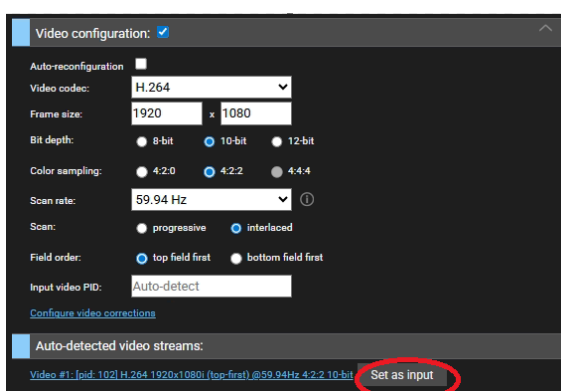 Video configuration:
Auto-reconfiguration
Video codec: H.264
Frame size: 1920 x 1080
Bit depth: 8-bit 10-bit 12-bit
Color sampling: 4:2:0 4:2:2 4:4:4
Scan rate: 59.94 Hz
Scan: progressive interlaced
Field order: top field first bottom field first
Input video PID: Auto-detect
Configure video corrections
Auto-detected video streams:
Video #1: [pid: 102] H.264 1920x1080i (top-first) @59.94Hz 4:2:2 10-bit Set as input